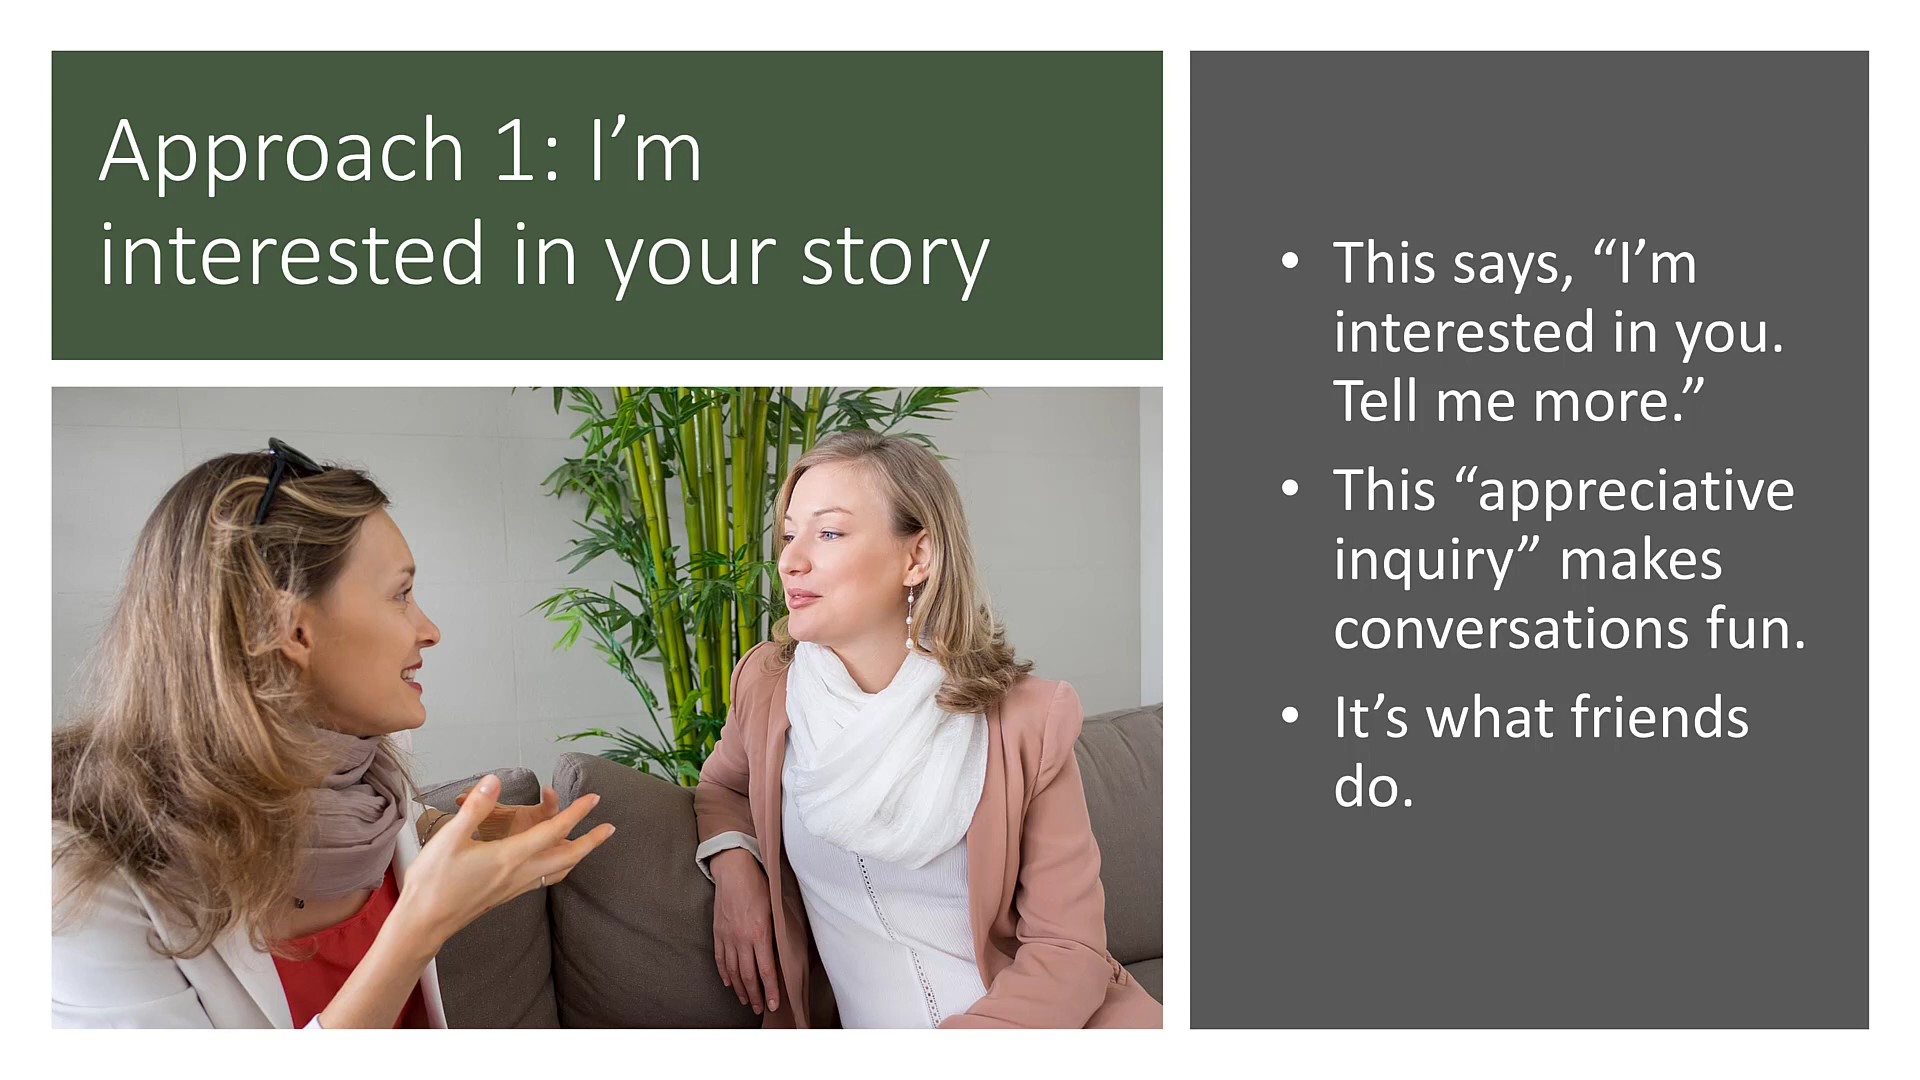 Approach 1: I’m
interested in your story
• This says, “I’m
interested in you.
Tell me more.”
• This “appreciative
inquiry” makes
conversations fun.
• It’s what friends
do.